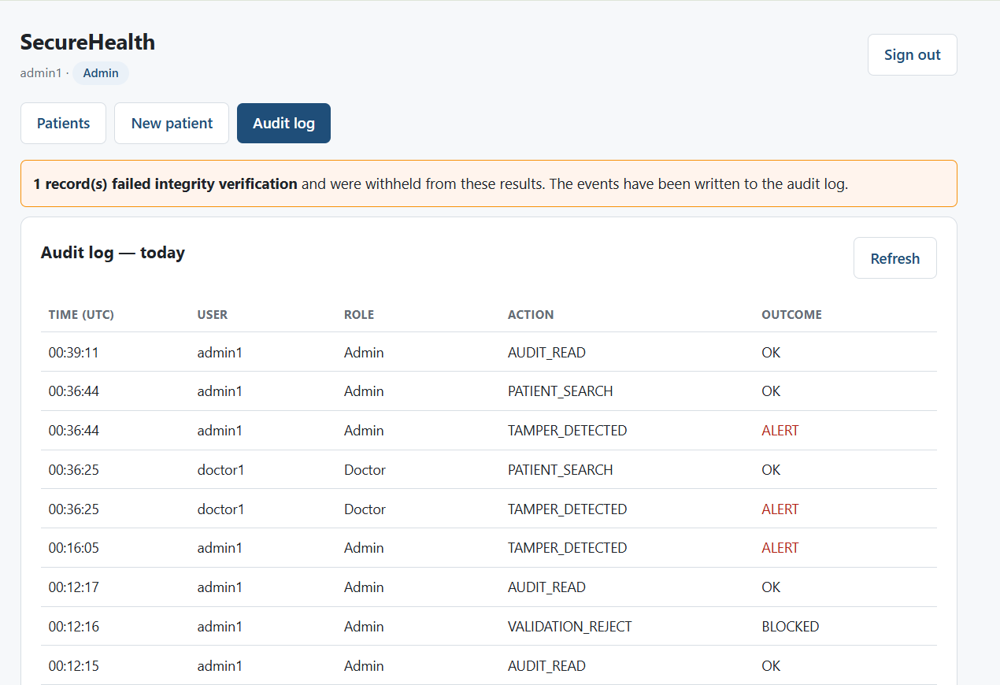 SecureHealth
Sign out
admin1 · Admin
Patients New patient Audit log
1 record(s) failed integrity verification and were withheld from these results. The events have been written to the audit log.
Audit log — today
Refresh
TIME (UTC) USER ROLE ACTION OUTCOME
00:39:11 admin1 Admin AUDIT_READ OK
00:36:44 admin1 Admin PATIENT_SEARCH OK
00:36:44 admin1 Admin TAMPER_DETECTED ALERT
00:36:25 doctor1 Doctor PATIENT_SEARCH OK
00:36:25 doctor1 Doctor TAMPER_DETECTED ALERT
00:16:05 admin1 Admin TAMPER_DETECTED ALERT
00:12:17 admin1 Admin AUDIT_READ OK
00:12:16 admin1 Admin VALIDATION_REJECT BLOCKED
00:12:15 admin1 Admin AUDIT_READ OK